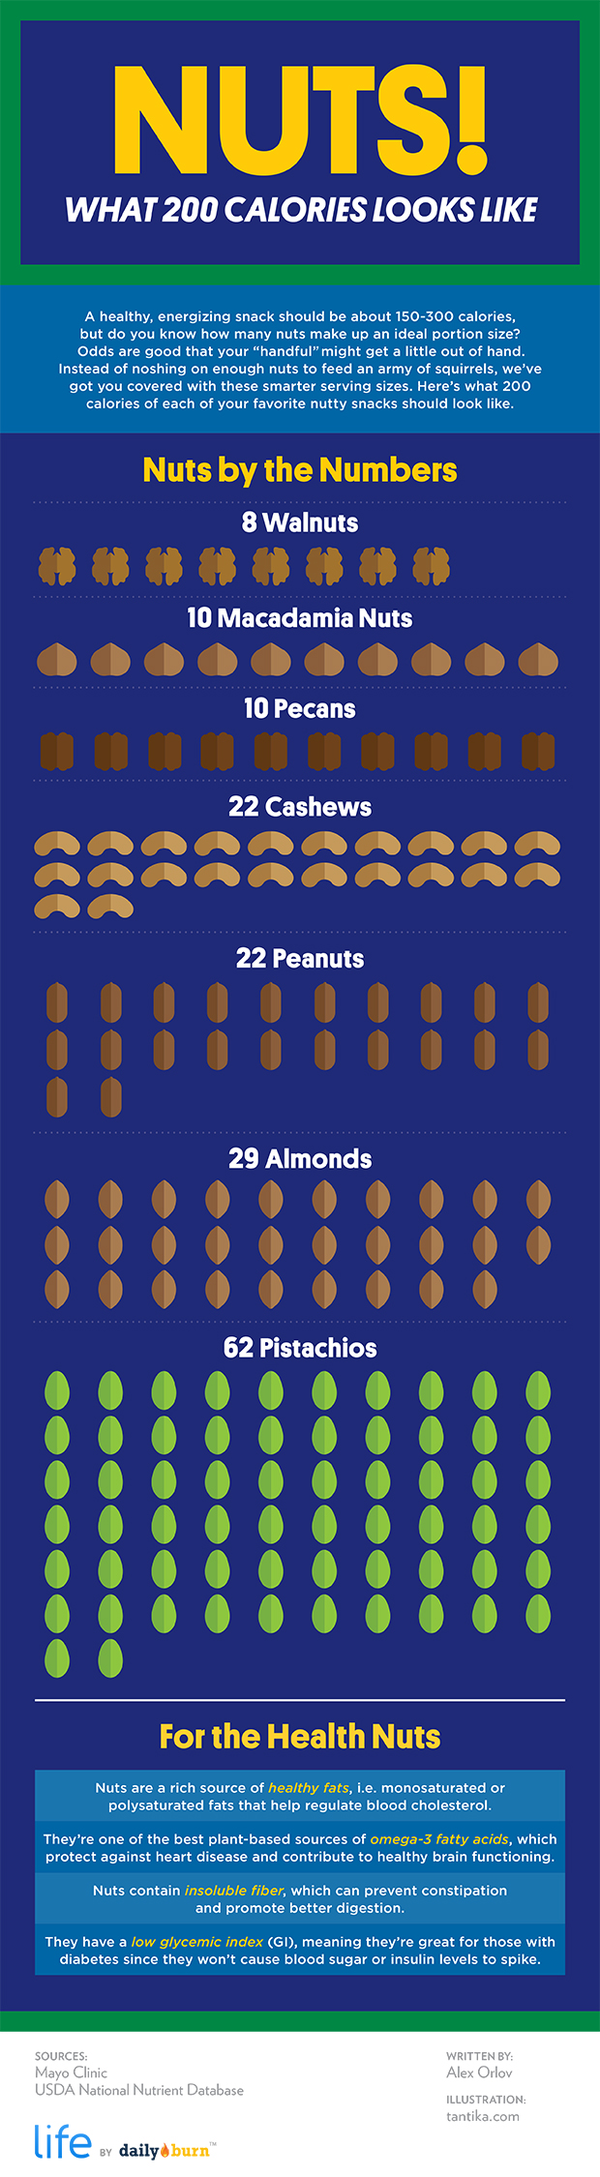 NUTS!
WHAT 200 CALORIES LOOKS LIKE
A healthy, energizing snack should be about 150-300 calories,
but do you know how many nuts make up an ideal portion size?
Odds are good that your “handful” might get a little out of hand.
Instead of noshing on enough nuts to feed an army of squirrels, we’ve
got you covered with these smarter serving sizes. Here’s what 200
calories of each of your favorite nutty snacks should look like.
Nuts by the Numbers
8 Walnuts
10 Macadamia Nuts
10 Pecans
22 Cashews
22 Peanuts
29 Almonds
62 Pistachios
For the Health Nuts
Nuts are a rich source of healthy fats, i.e. monosaturated or
polysaturated fats that help regulate blood cholesterol.
They’re one of the best plant-based sources of omega-3 fatty acids, which
protect against heart disease and contribute to healthy brain functioning.
Nuts contain insoluble fiber, which can prevent constipation
and promote better digestion.
They have a low glycemic index (GI), meaning they’re great for those with
diabetes since they won’t cause blood sugar or insulin levels to spike.
SOURCES:
Mayo Clinic
USDA National Nutrient Database
WRITTEN BY:
Alex Orlov
ILLUSTRATION:
tantika.com
life BY dailyburn™